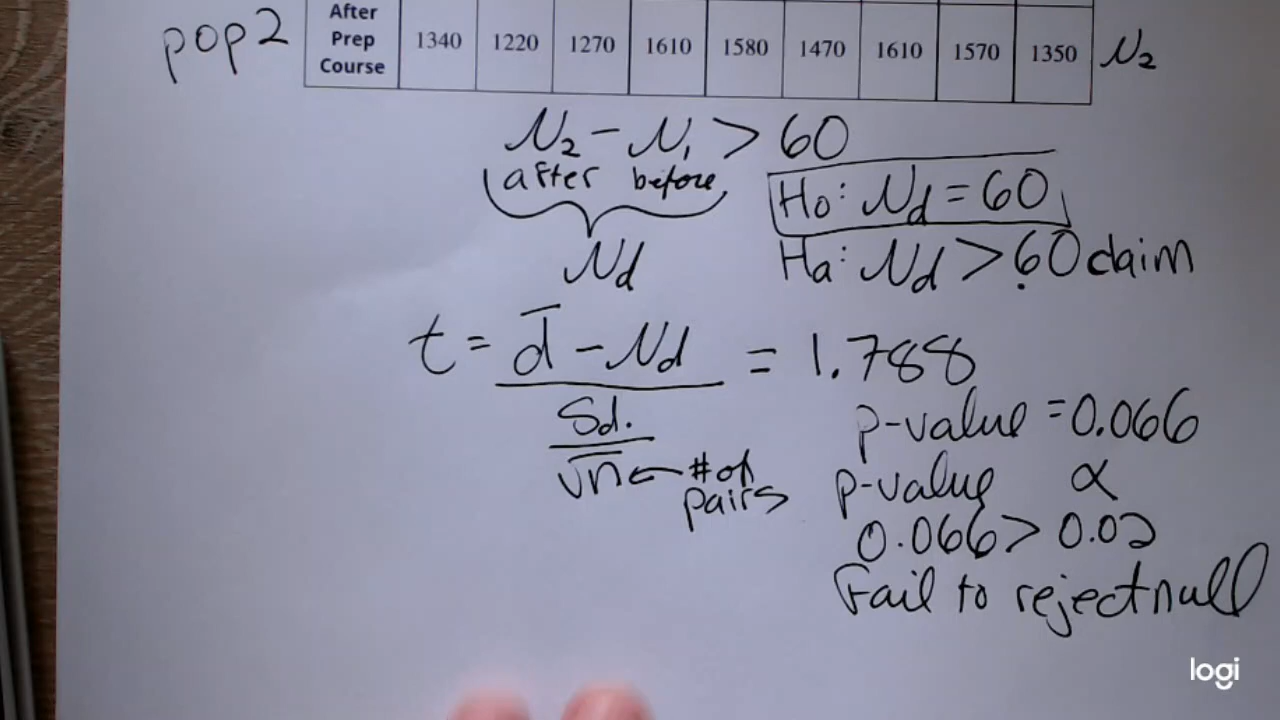 pop 2
After Prep Course 1340 1220 1270 1610 1580 1470 1610 1570 1350 μ₂
μ₂ - μ₁ > 60
after before
μd
H₀: μd = 60
Ha: μd > 60 claim
t = d̄ - μd = 1.788
Sd.
√n ← # of pairs
p-value = 0.066
p-value α
0.066 > 0.02
Fail to reject null
logi